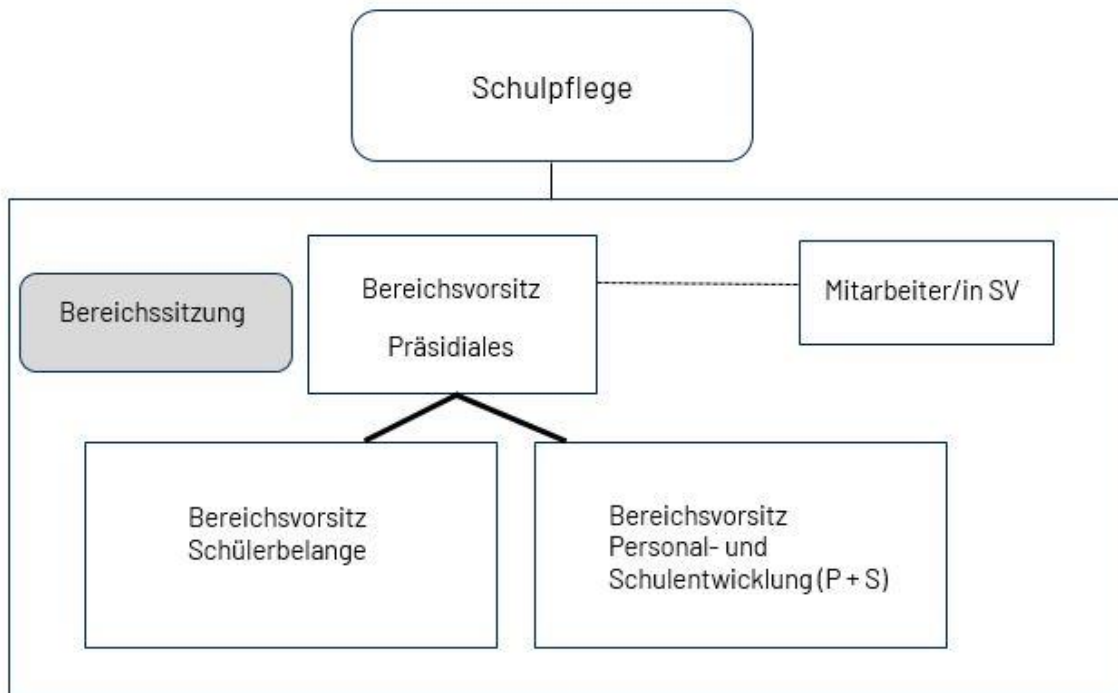 Schulpflege
Bereichssitzung
Bereichsvorsitz
Präsidiales
Mitarbeiter/in SV
Bereichsvorsitz
Schülerbelange
Bereichsvorsitz
Personal- und
Schulentwicklung (P + S)